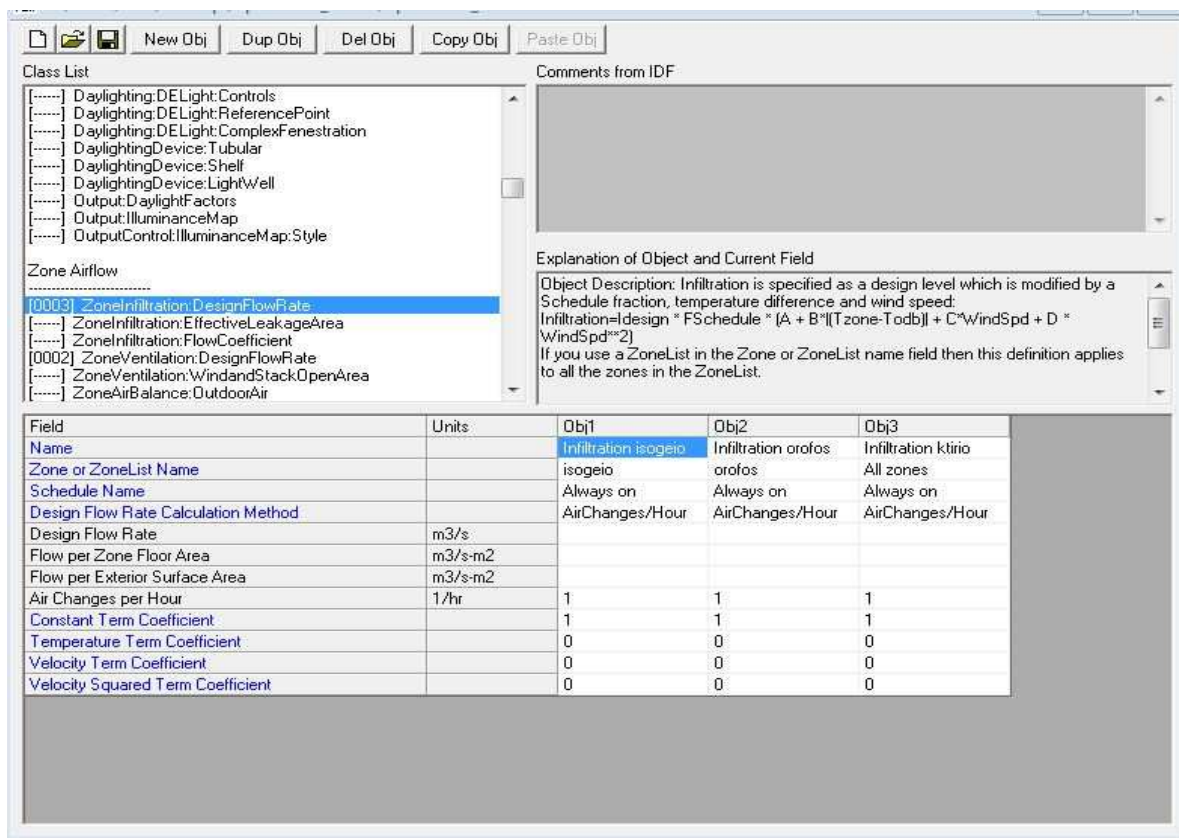 New Obj Dup Obj Del Obj Copy Obj Paste Obj
Class List
[------] Daylighting:DELight:Controls
[------] Daylighting:DELight:ReferencePoint
[------] Daylighting:DELight:ComplexFenestration
[------] DaylightingDevice:Tubular
[------] DaylightingDevice:Shelf
[------] DaylightingDevice:LightWell
[------] Output:DaylightFactors
[------] Output:IlluminanceMap
[------] OutputControl:IlluminanceMap:Style
Zone Airflow
--------------------------
[0003] ZoneInfiltration:DesignFlowRate
[------] ZoneInfiltration:EffectiveLeakageArea
[------] ZoneInfiltration:FlowCoefficient
[0002] ZoneVentilation:DesignFlowRate
[------] ZoneVentilation:WindandStackOpenArea
[------] ZoneAirBalance:OutdoorAir
Comments from IDF
Explanation of Object and Current Field
Object Description: Infiltration is specified as a design level which is modified by a
Schedule fraction, temperature difference and wind speed:
Infiltration=Idesign * FSchedule * (A + B*|(Tzone-Todb)| + C*WindSpd + D *
WindSpd**2)
If you use a ZoneList in the Zone or ZoneList name field then this definition applies
to all the zones in the ZoneList.
Field Units Obj1 Obj2 Obj3
Name Infiltration isogeio Infiltration orofos Infiltration ktirio
Zone or ZoneList Name isogeio orofos All zones
Schedule Name Always on Always on Always on
Design Flow Rate Calculation Method AirChanges/Hour AirChanges/Hour AirChanges/Hour
Design Flow Rate m3/s
Flow per Zone Floor Area m3/s-m2
Flow per Exterior Surface Area m3/s-m2
Air Changes per Hour 1/hr 1 1 1
Constant Term Coefficient 1 1 1
Temperature Term Coefficient 0 0 0
Velocity Term Coefficient 0 0 0
Velocity Squared Term Coefficient 0 0 0